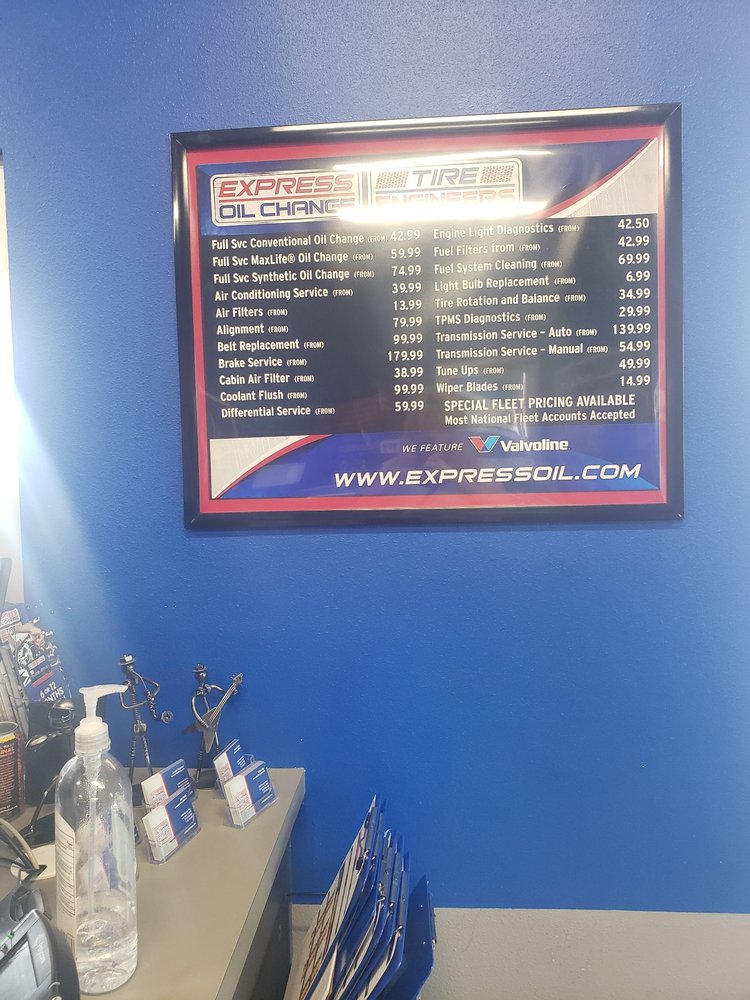 EXPRESS
OIL CHANGE
TIRE
ENGINEERS
Full Svc Conventional Oil Change (FROM) 42.99
Full Svc MaxLife® Oil Change (FROM) 59.99
Full Svc Synthetic Oil Change (FROM) 74.99
Air Conditioning Service (FROM) 39.99
Air Filters (FROM) 13.99
Alignment (FROM) 79.99
Belt Replacement (FROM) 99.99
Brake Service (FROM) 179.99
Cabin Air Filter (FROM) 38.99
Coolant Flush (FROM) 99.99
Differential Service (FROM) 59.99
Engine Light Diagnostics (FROM) 42.50
Fuel Filters from (FROM) 42.99
Fuel System Cleaning (FROM) 69.99
Light Bulb Replacement (FROM) 6.99
Tire Rotation and Balance (FROM) 34.99
TPMS Diagnostics (FROM) 29.99
Transmission Service - Auto (FROM) 139.99
Transmission Service - Manual (FROM) 54.99
Tune Ups (FROM) 49.99
Wiper Blades (FROM) 14.99
SPECIAL FLEET PRICING AVAILABLE
Most National Fleet Accounts Accepted
WE FEATURE Valvoline
WWW.EXPRESSOIL.COM
6 OR 12